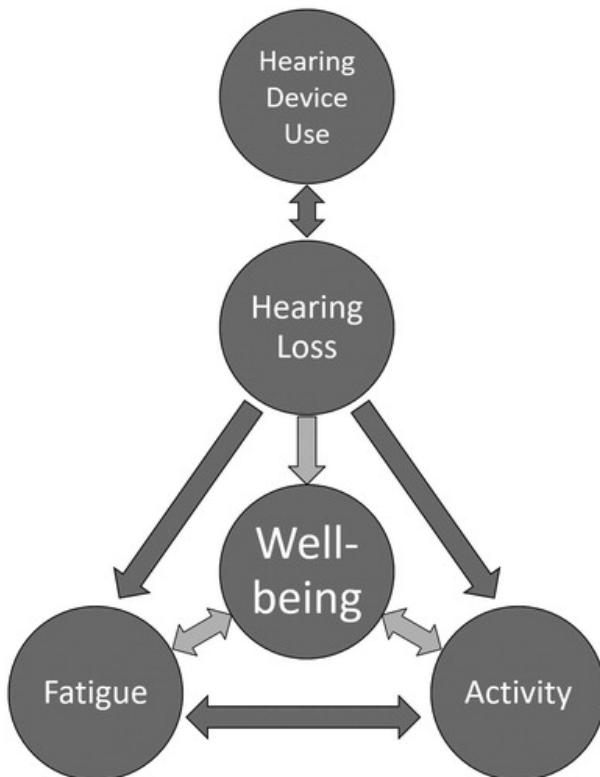 Hearing
Device
Use
Hearing
Loss
Well-
being
Fatigue
Activity